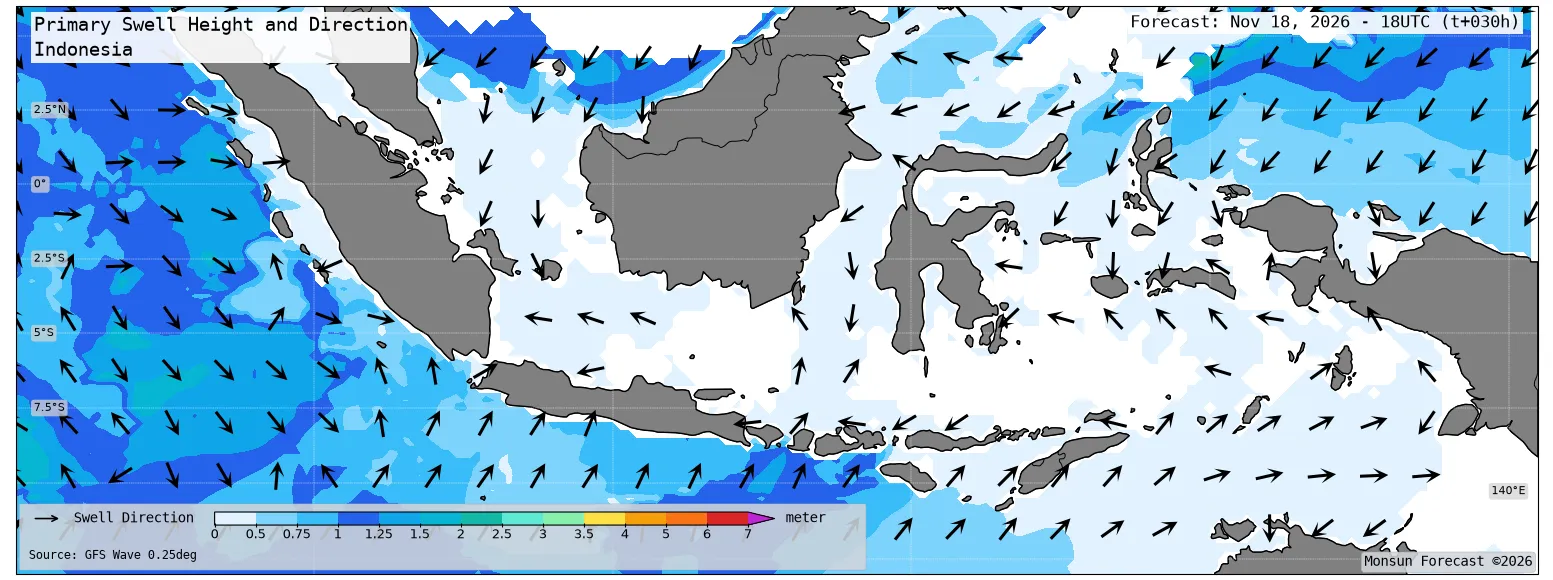 Primary Swell Height and Direction
Indonesia
Forecast: Nov 18, 2026 - 18UTC (t+030h)
2.5°N
0°
2.5°S
5°S
7.5°S
140°E
Swell Direction
0 0.5 0.75 1 1.25 1.5 2 2.5 3 3.5 4 5 6 7
meter
Source: GFS Wave 0.25deg
Monsun Forecast ©2026